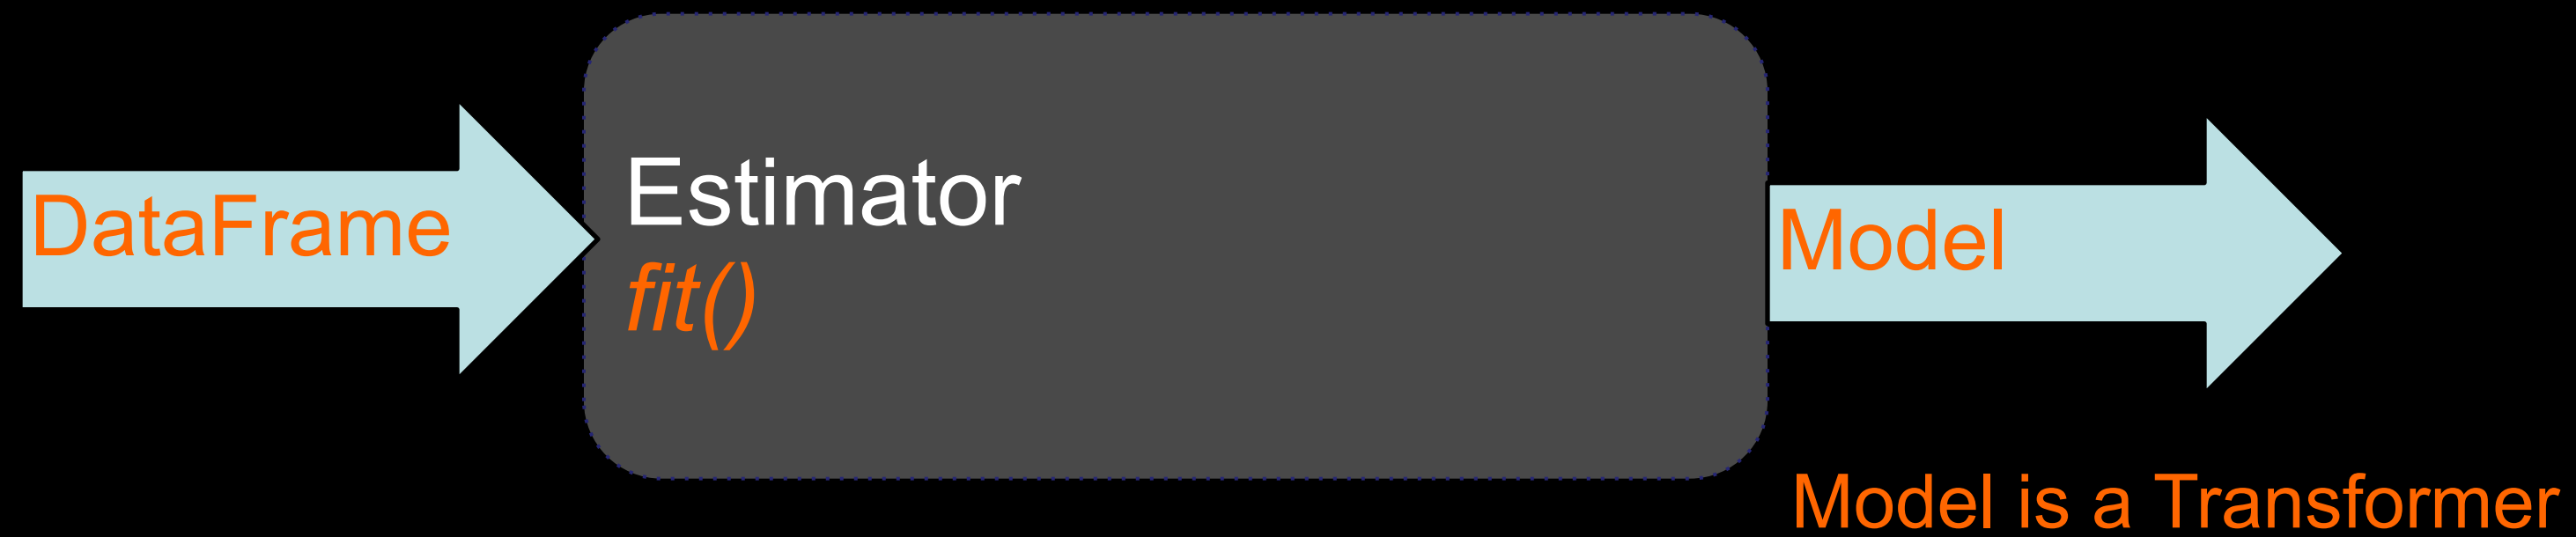 DataFrame
Estimator
fit()
Model
Model is a Transformer